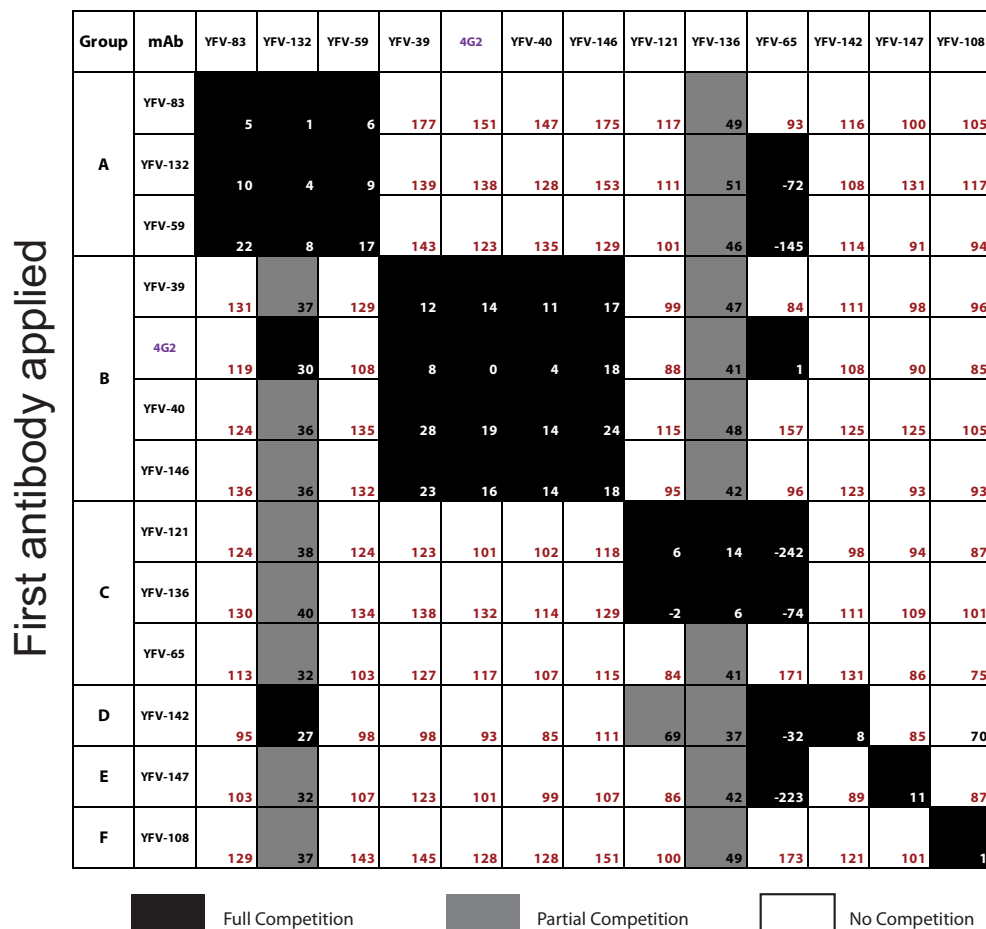 Group mAb YFV-83 YFV-132 YFV-59 YFV-39 4G2 YFV-40 YFV-146 YFV-121 YFV-136 YFV-65 YFV-142 YFV-147 YFV-108
First antibody applied
A
YFV-83 5 1 6 177 151 147 175 117 49 93 116 100 105
YFV-132 10 4 9 139 138 128 153 111 51 -72 108 131 117
YFV-59 22 8 17 143 123 135 129 101 46 -145 114 91 94
B
YFV-39 131 37 129 12 14 11 17 99 47 84 111 98 96
4G2 119 30 108 8 0 4 18 88 41 1 108 90 85
YFV-40 124 36 135 28 19 14 24 115 48 157 125 125 105
YFV-146 136 36 132 23 16 14 18 95 42 96 123 93 93
C
YFV-121 124 38 124 123 101 102 118 6 14 -242 98 94 87
YFV-136 130 40 134 138 132 114 129 -2 6 -74 111 109 101
YFV-65 113 32 103 127 117 107 115 84 41 171 131 86 75
D YFV-142 95 27 98 98 93 85 111 69 37 -32 8 85 70
E YFV-147 103 32 107 123 101 99 107 86 42 -223 89 11 87
F YFV-108 129 37 143 145 128 128 151 100 49 173 121 101 1
Full Competition Partial Competition No Competition